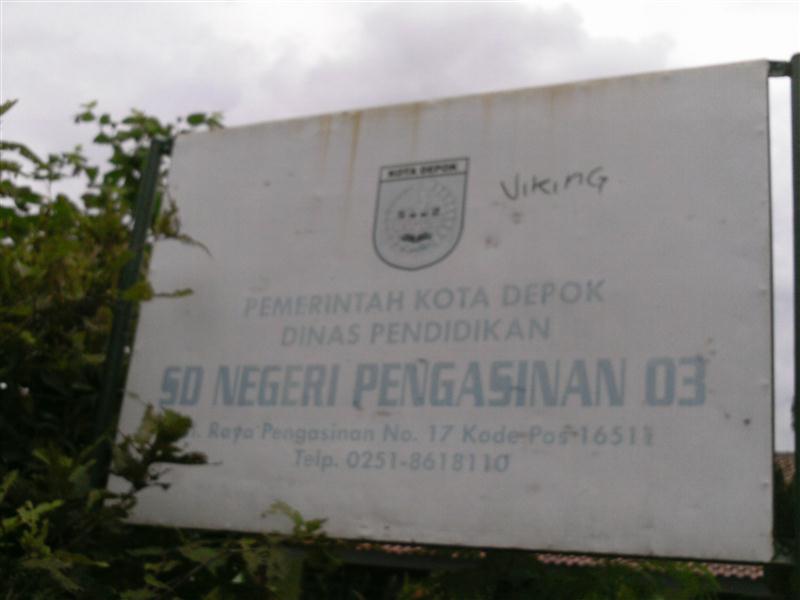 KOTA DEPOK
Viking
PEMERINTAH KOTA DEPOK
DINAS PENDIDIKAN
SD NEGERI PENGASINAN 03
Raya Pengasinan No. 17 Kode Pos 16511
Telp. 0251-8618110